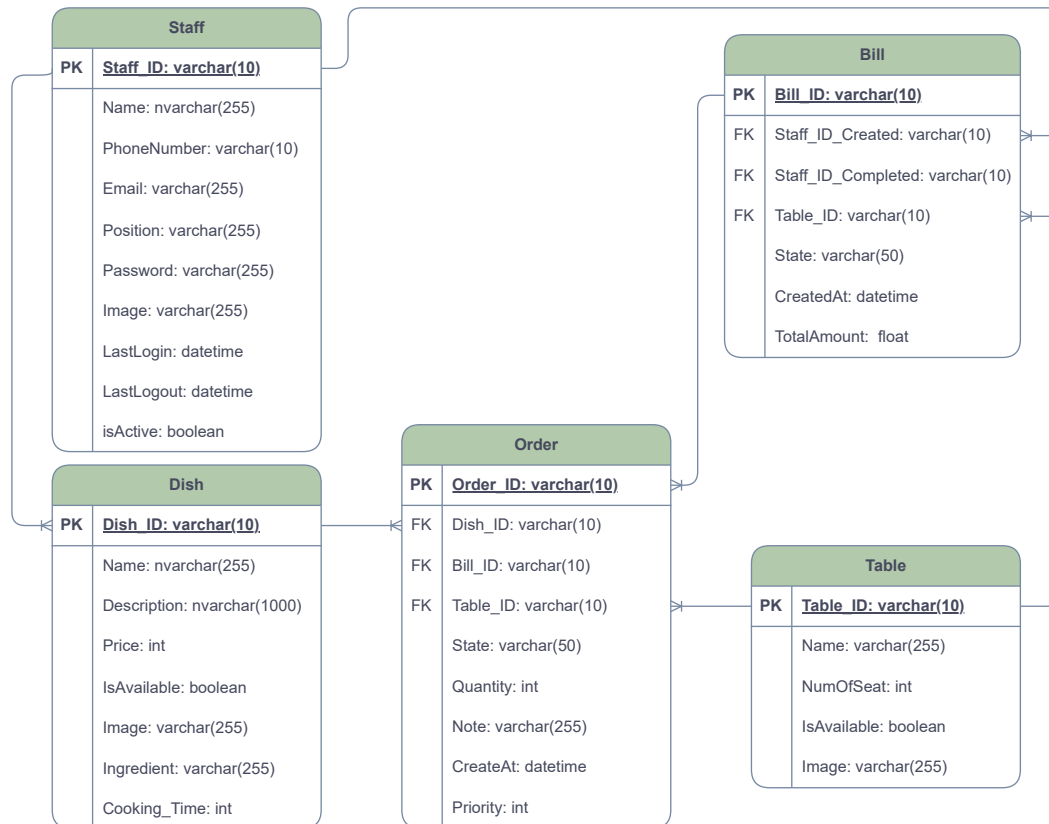 Staff
PK Staff_ID: varchar(10)
Name: nvarchar(255)
PhoneNumber: varchar(10)
Email: varchar(255)
Position: varchar(255)
Password: varchar(255)
Image: varchar(255)
LastLogin: datetime
LastLogout: datetime
isActive: boolean
Bill
PK Bill_ID: varchar(10)
FK Staff_ID_Created: varchar(10)
FK Staff_ID_Completed: varchar(10)
FK Table_ID: varchar(10)
State: varchar(50)
CreatedAt: datetime
TotalAmount: float
Dish
PK Dish_ID: varchar(10)
Name: nvarchar(255)
Description: nvarchar(1000)
Price: int
IsAvailable: boolean
Image: varchar(255)
Ingredient: varchar(255)
Cooking_Time: int
Order
PK Order_ID: varchar(10)
FK Dish_ID: varchar(10)
FK Bill_ID: varchar(10)
FK Table_ID: varchar(10)
State: varchar(50)
Quantity: int
Note: varchar(255)
CreateAt: datetime
Priority: int
Table
PK Table_ID: varchar(10)
Name: varchar(255)
NumOfSeat: int
IsAvailable: boolean
Image: varchar(255)